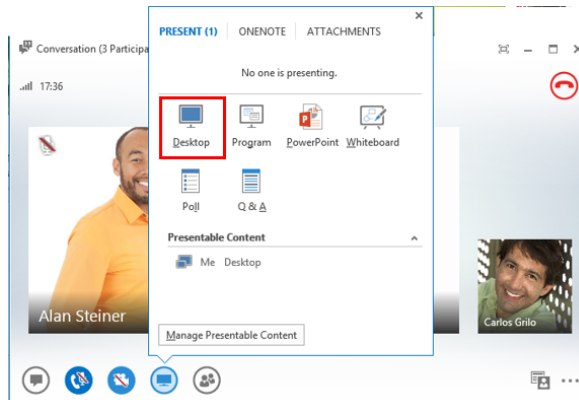 Conversation (3 Participa
17:36
PRESENT (1) ONENOTE ATTACHMENTS
No one is presenting.
Desktop Program PowerPoint Whiteboard
Poll Q & A
Presentable Content
Me Desktop
Manage Presentable Content
Alan Steiner
Carlos Grilo